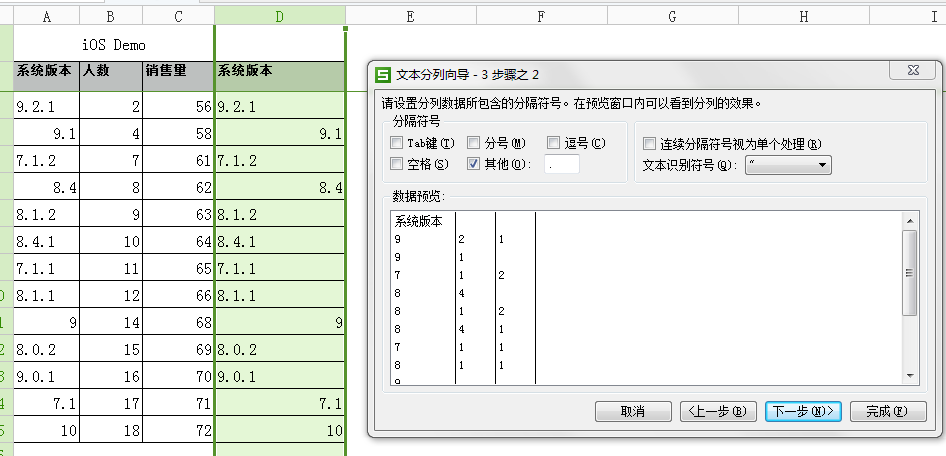 A B C D E F G H I
iOS Demo
系统版本 人数 销售量 系统版本
9.2.1 2 56 9.2.1
9.1 4 58 9.1
7.1.2 7 61 7.1.2
8.4 8 62 8.4
8.1.2 9 63 8.1.2
8.4.1 10 64 8.4.1
7.1.1 11 65 7.1.1
8.1.1 12 66 8.1.1
9 14 68 9
8.0.2 15 69 8.0.2
9.0.1 16 70 9.0.1
7.1 17 71 7.1
10 18 72 10
文本分列向导 - 3 步骤之 2
请设置分列数据所包含的分隔符号。在预览窗口内可以看到分列的效果。
分隔符号
Tab键(T) 分号(M) 逗号(C)
空格(S) 其他(O): .
连续分隔符号视为单个处理(R)
文本识别符号(Q): "
数据预览:
系统版本
9 2 1
9 1
7 1 2
8 4
8 1 2
8 4 1
7 1 1
8 1 1
9
取消 <上一步(B) 下一步(N)> 完成(F)